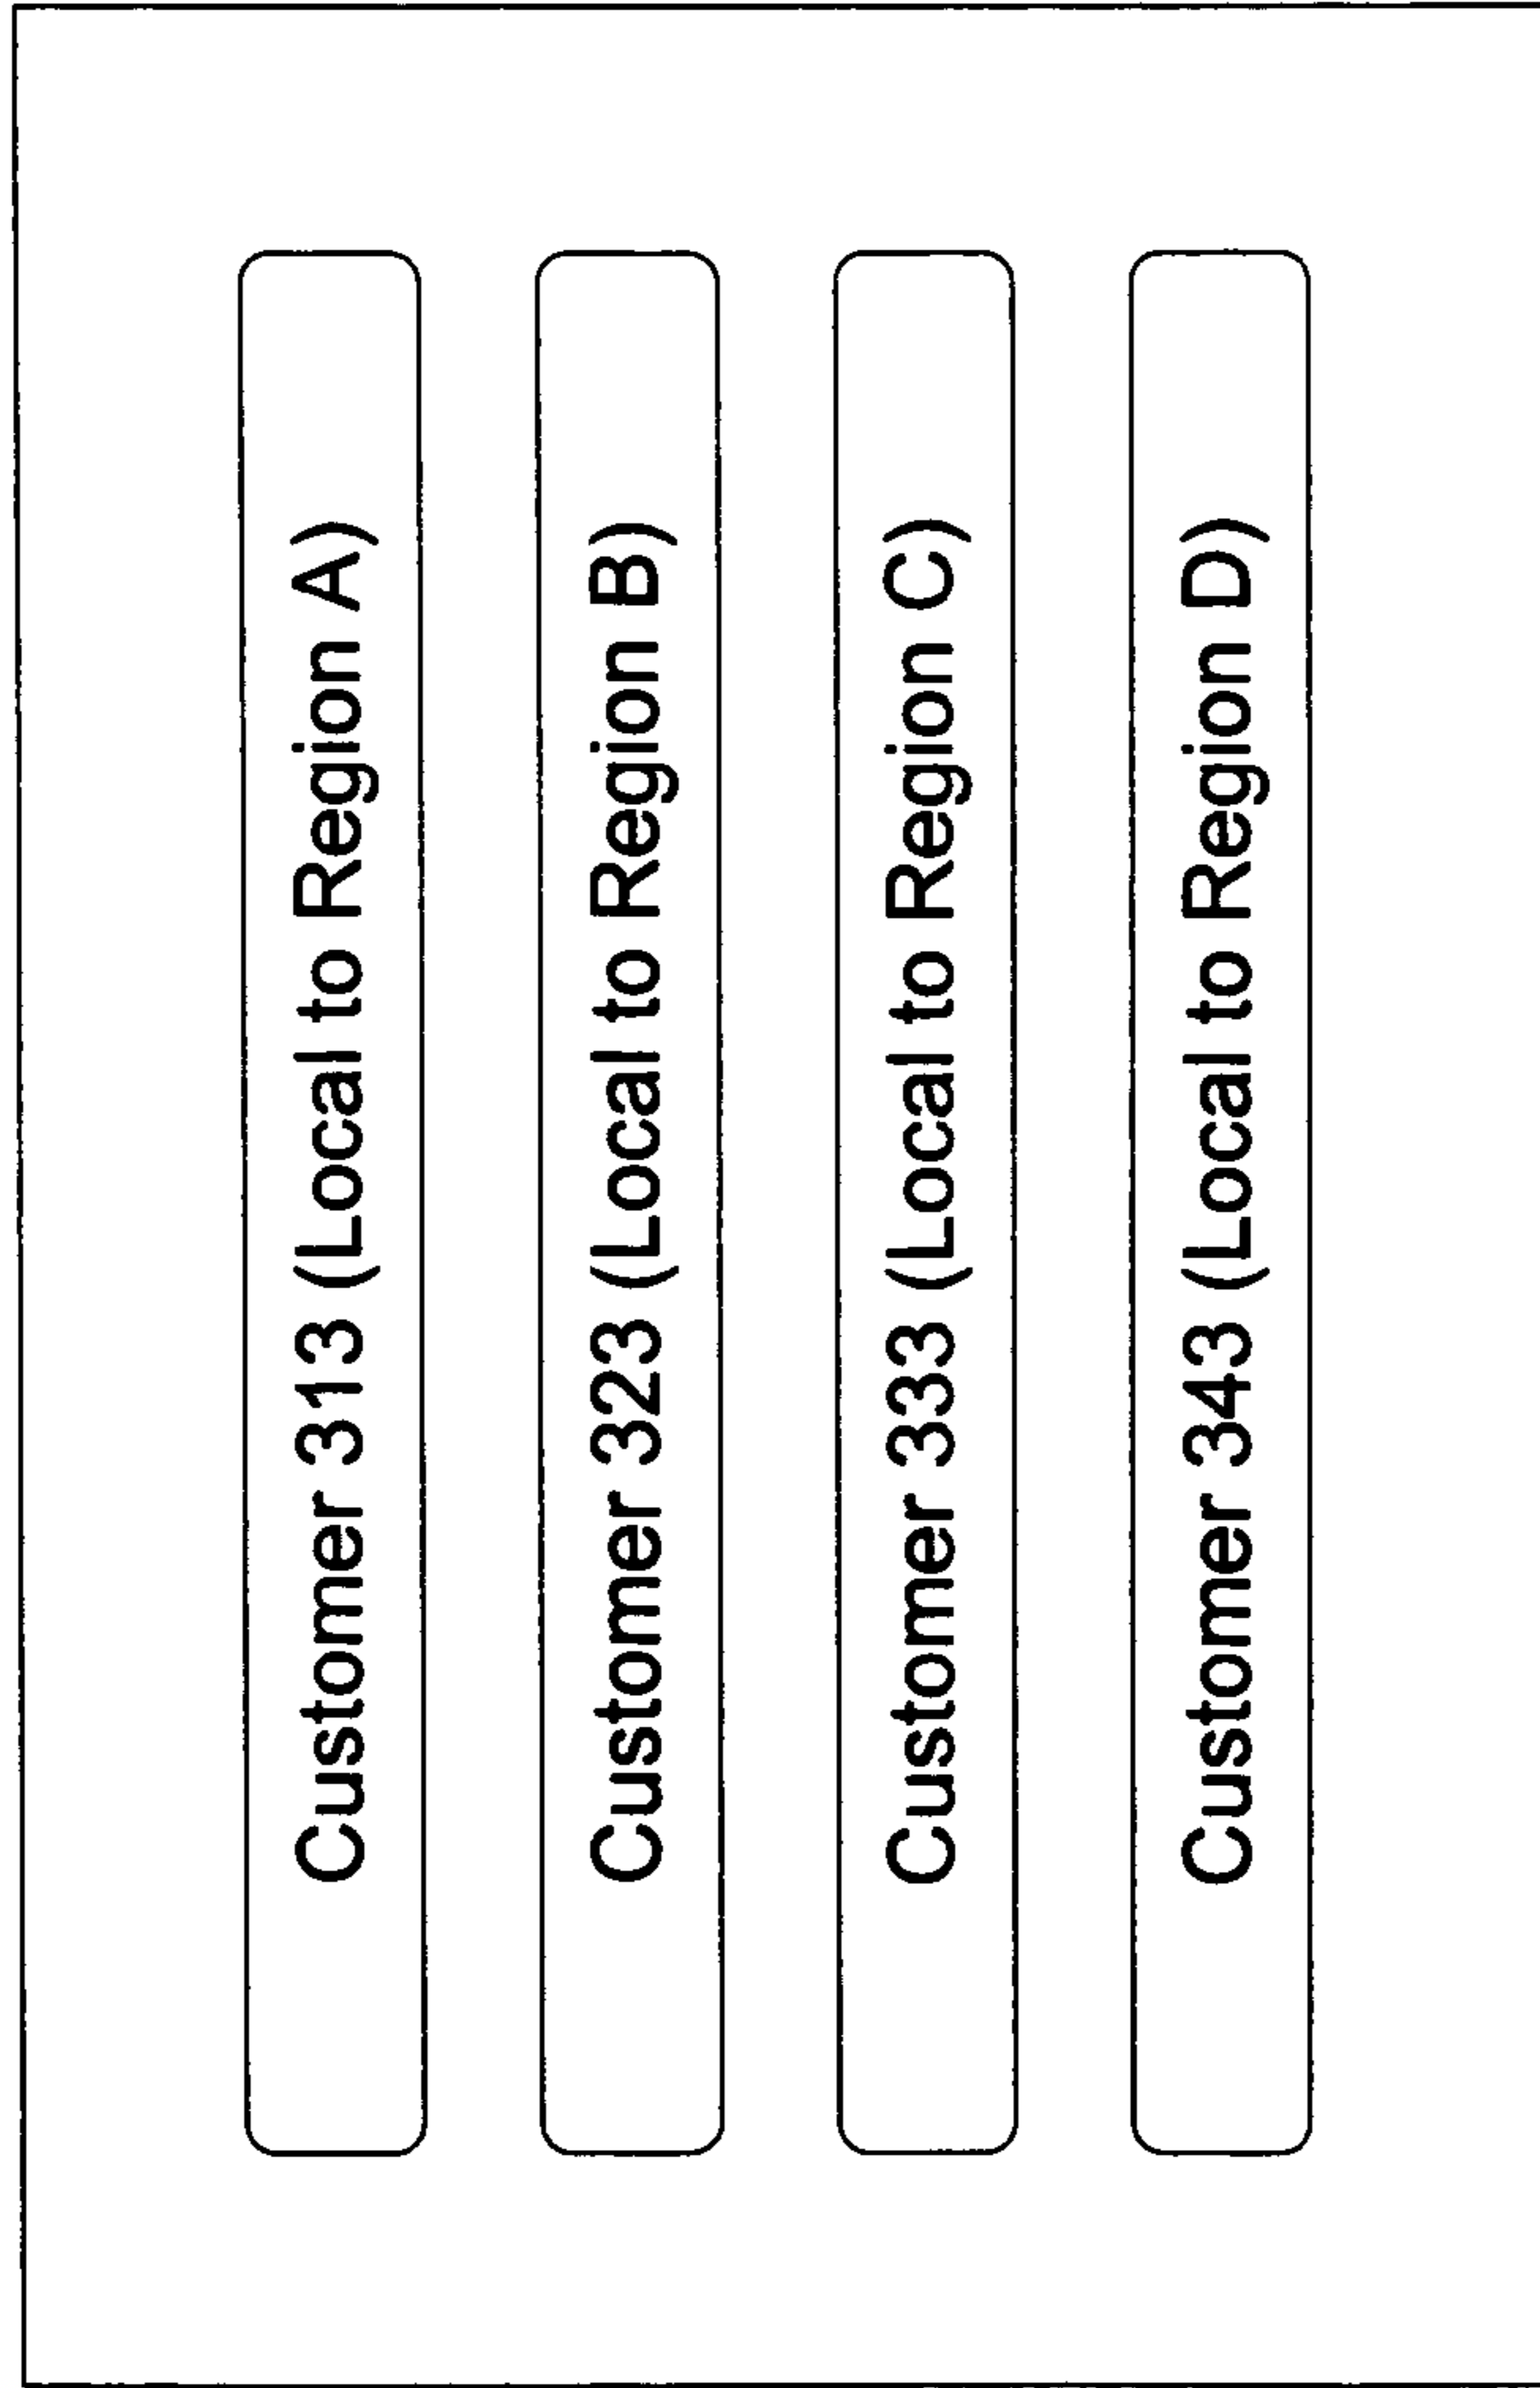 Customer 313 (Local to Region A)
Customer 323 (Local to Region B)
Customer 333 (Local to Region C)
Customer 343 (Local to Region D)